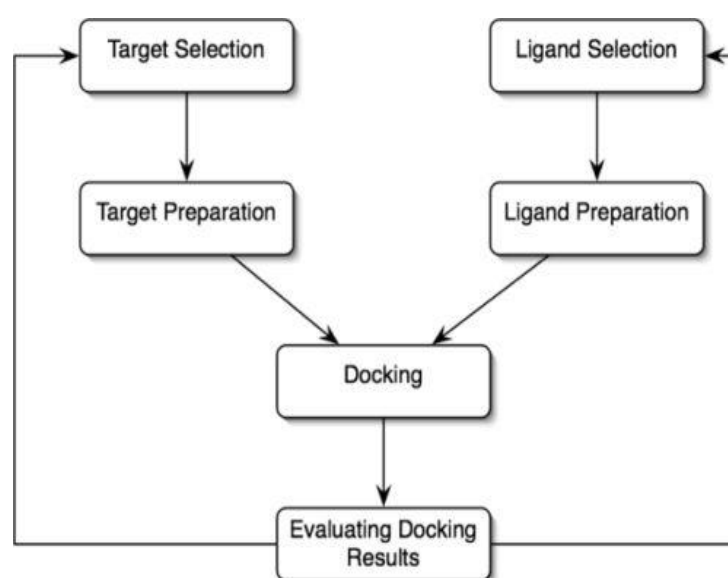 Target Selection
Ligand Selection
Target Preparation
Ligand Preparation
Docking
Evaluating Docking
Results